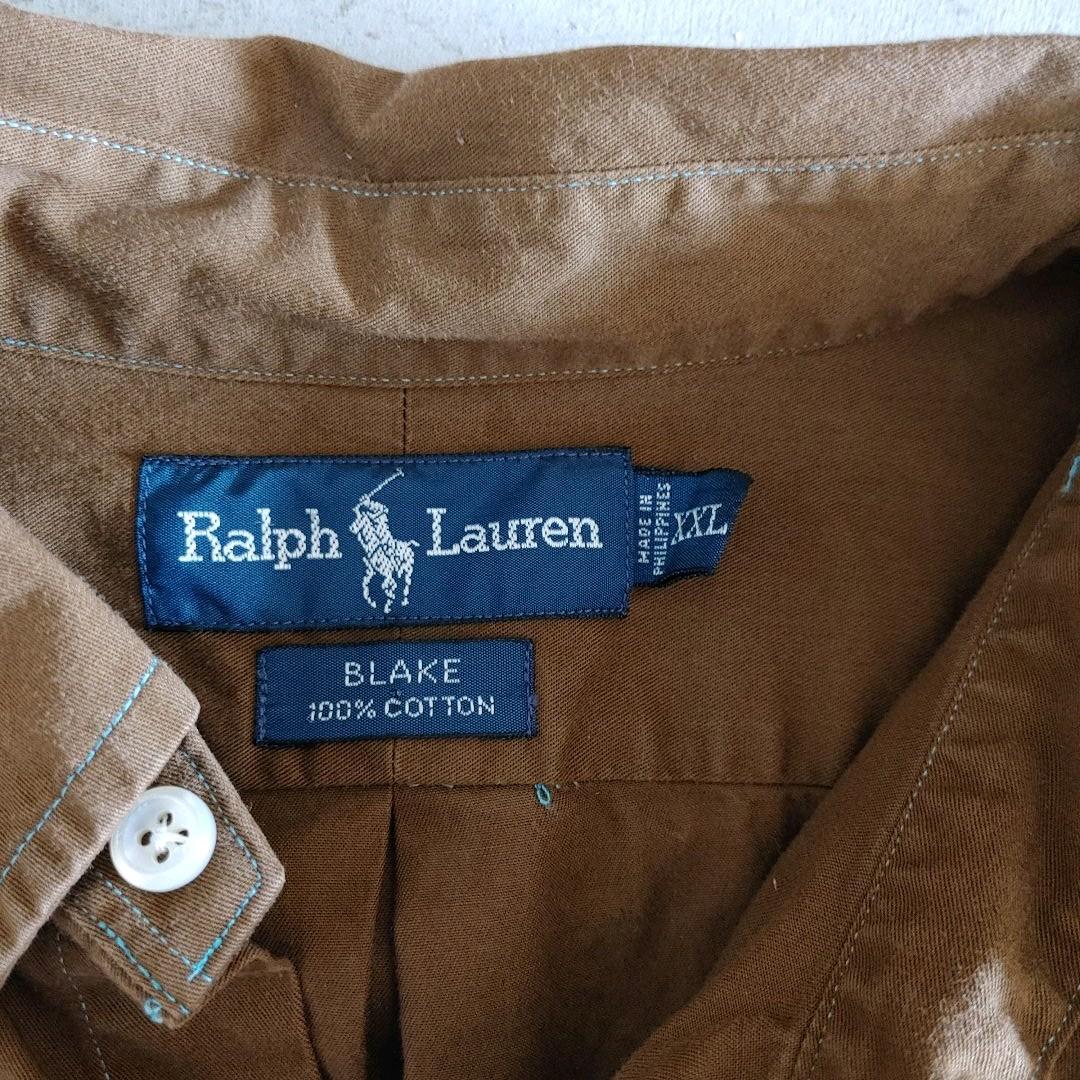 Ralph Lauren
MADE IN
PHILIPPINES
XXL
BLAKE
100% COTTON